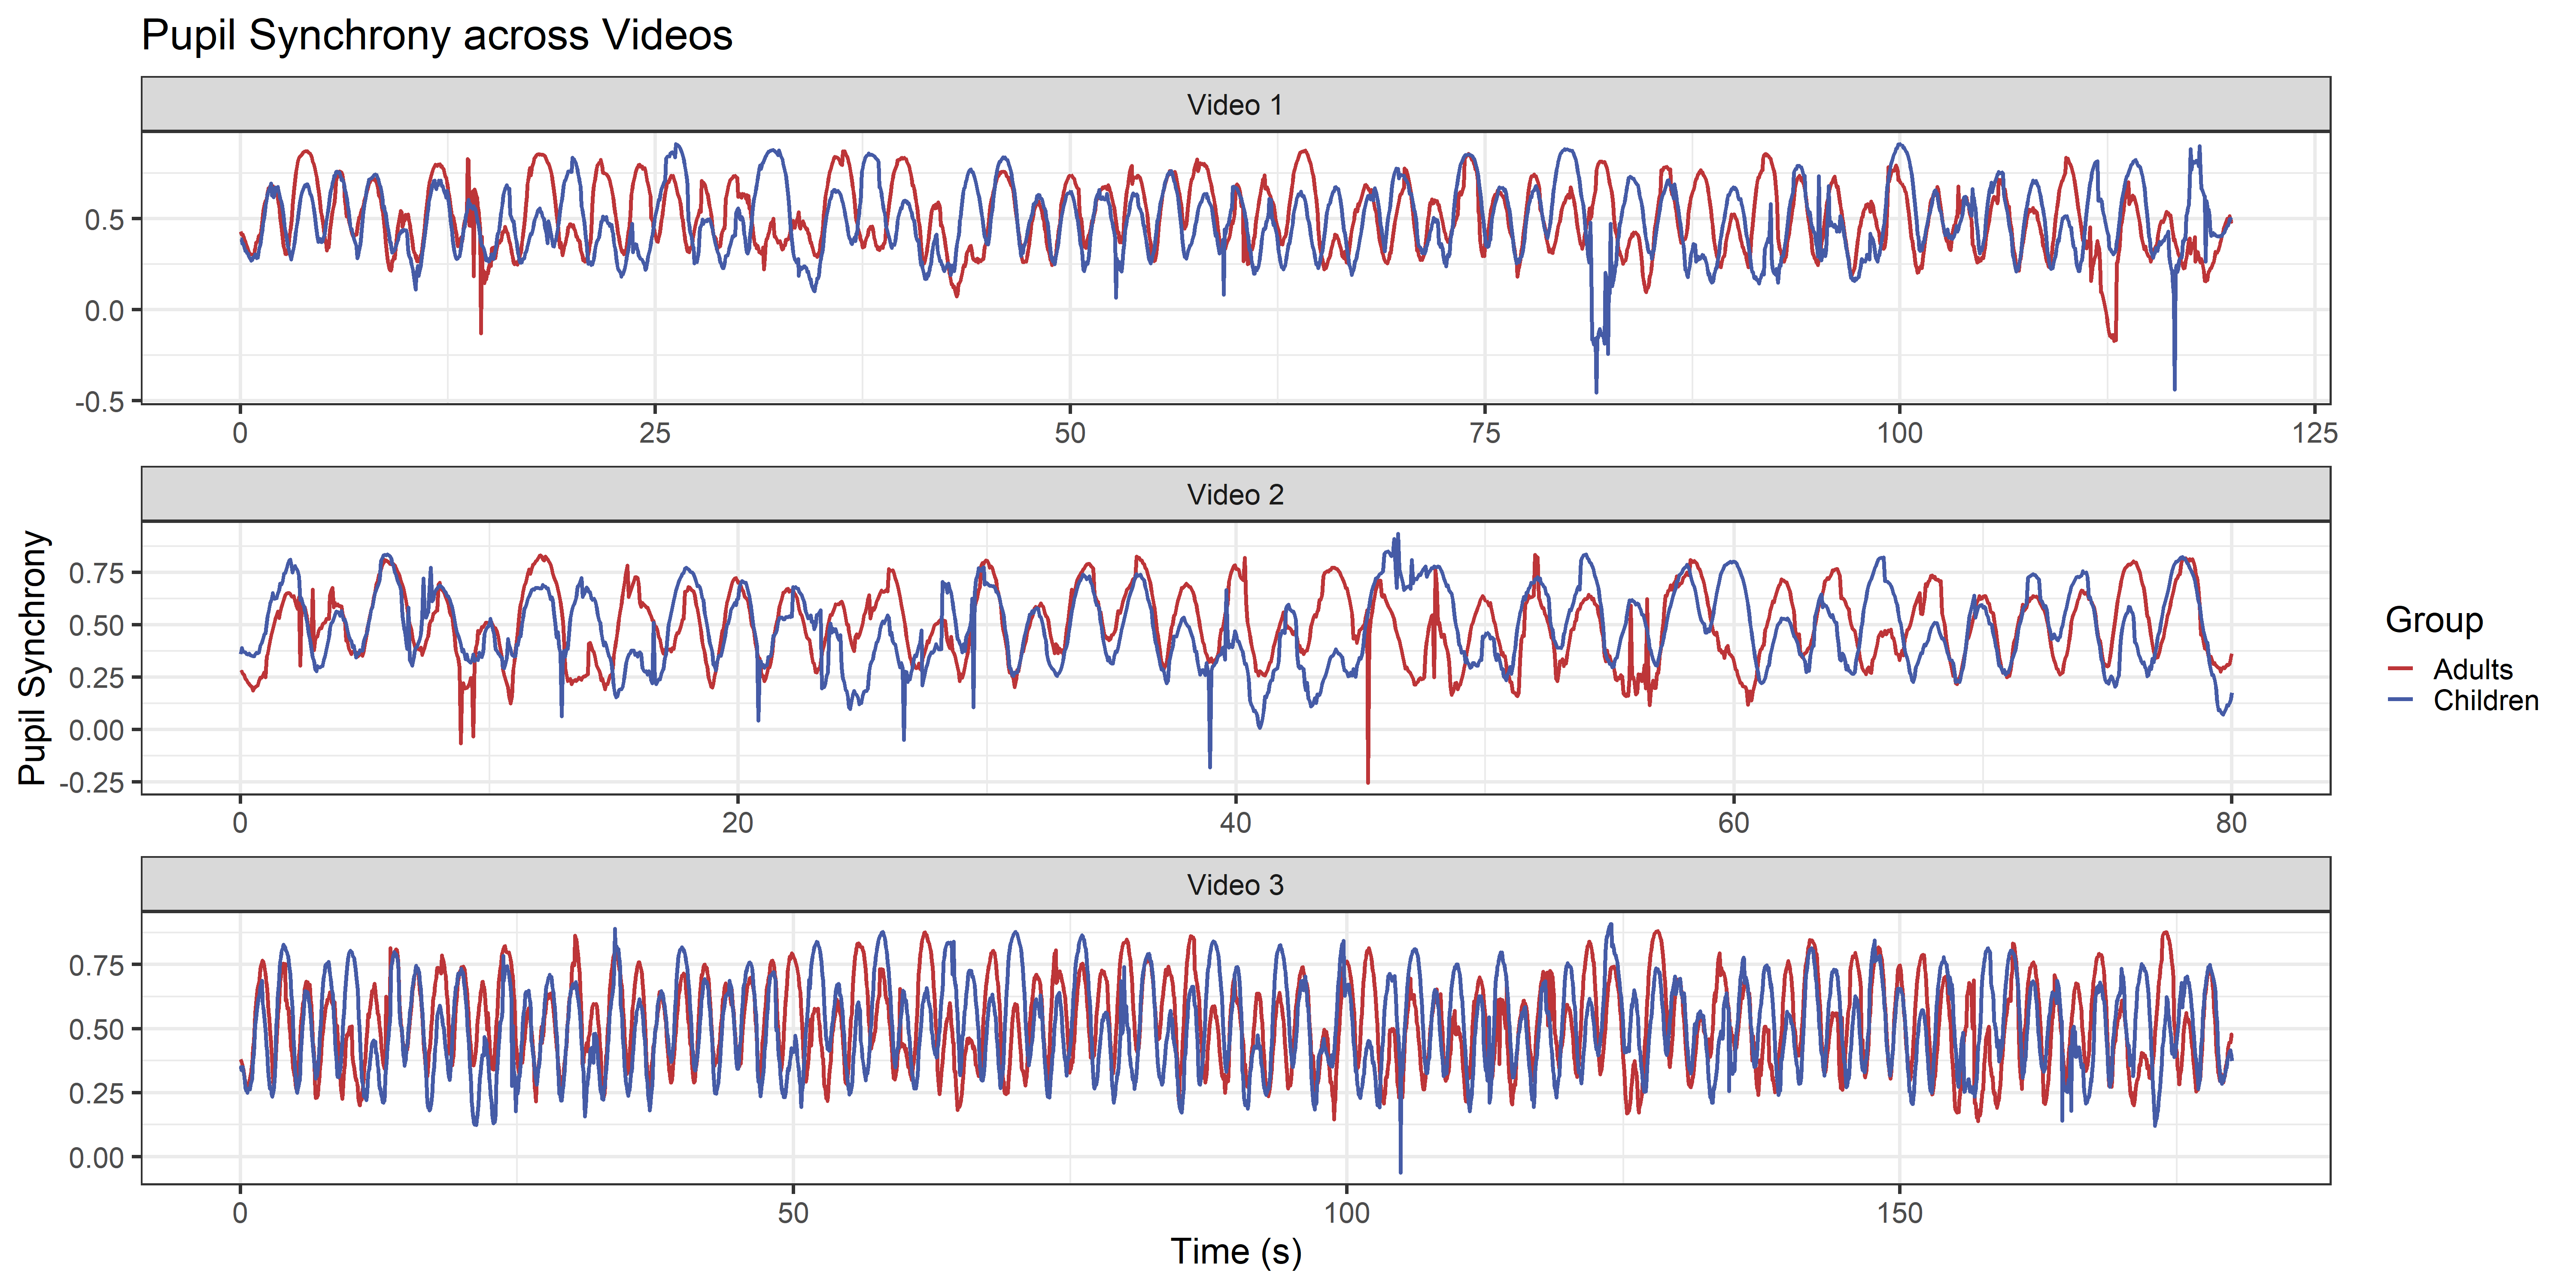 Pupil Synchrony across Videos
Video 1
0.5
0.0
-0.5
0 25 50 75 100 125
Video 2
0.75
0.50
0.25
0.00
-0.25
0 20 40 60 80
Video 3
0.75
0.50
0.25
0.00
0 50 100 150
Time (s)
Pupil Synchrony
Group
Adults
Children